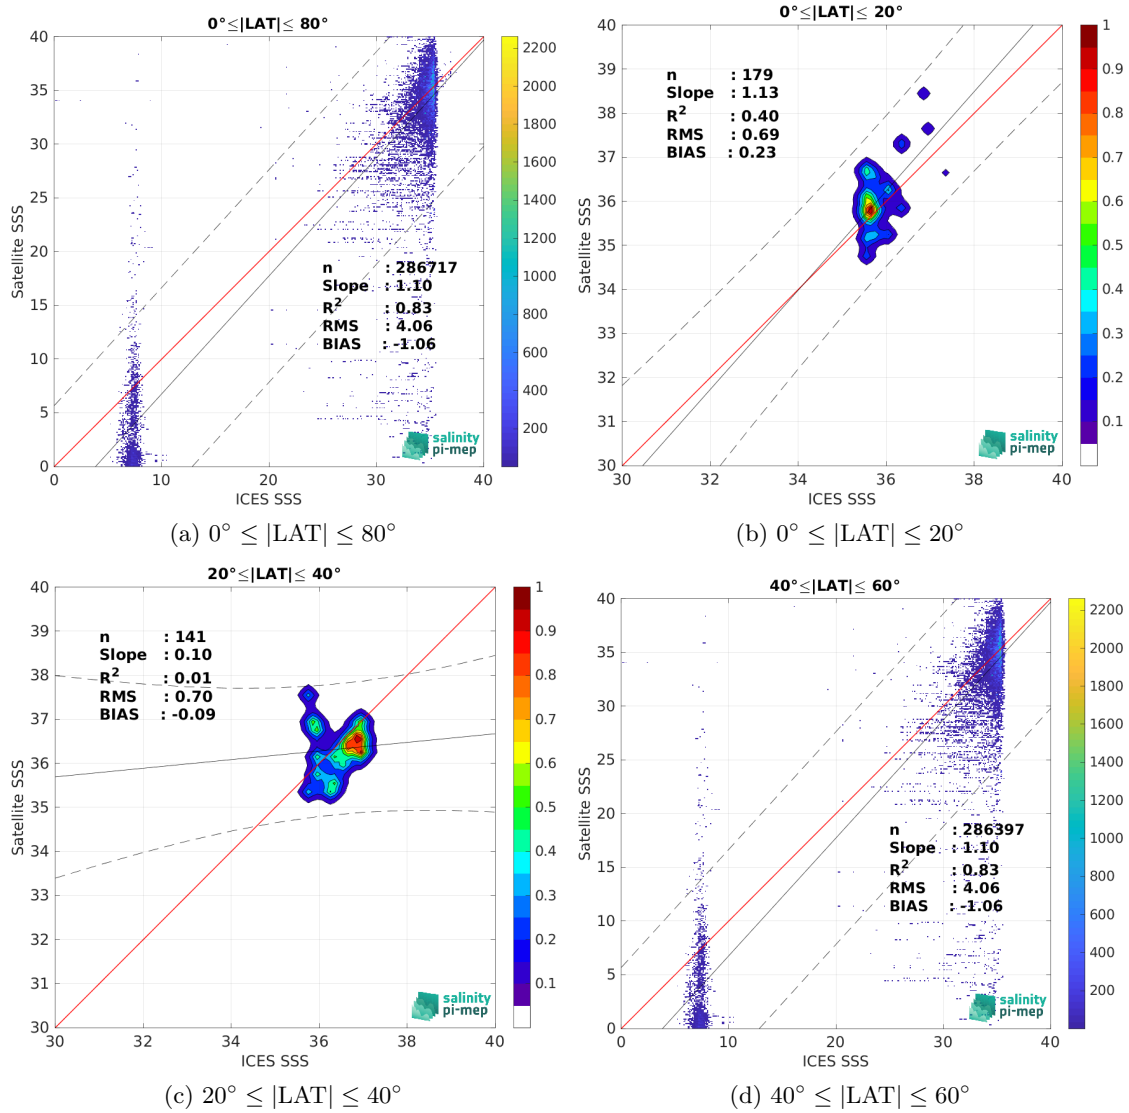 0°≤|LAT|≤ 80°
40
35
30
25
20
15
10
5
0
Satellite SSS
n : 286717
Slope : 1.10
R² : 0.83
RMS : 4.06
BIAS : -1.06
salinity
pi-mep
0 10 20 30 40
ICES SSS
2200
2000
1800
1600
1400
1200
1000
800
600
400
200
(a) 0° ≤ |LAT| ≤ 80°
0°≤|LAT|≤ 20°
40
39
38
37
36
35
34
33
32
31
30
Satellite SSS
n : 179
Slope : 1.13
R² : 0.40
RMS : 0.69
BIAS : 0.23
salinity
pi-mep
30 32 34 36 38 40
ICES SSS
1
0.9
0.8
0.7
0.6
0.5
0.4
0.3
0.2
0.1
(b) 0° ≤ |LAT| ≤ 20°
20°≤|LAT|≤ 40°
40
39
38
37
36
35
34
33
32
31
30
Satellite SSS
n : 141
Slope : 0.10
R² : 0.01
RMS : 0.70
BIAS : -0.09
salinity
pi-mep
30 32 34 36 38 40
ICES SSS
1
0.9
0.8
0.7
0.6
0.5
0.4
0.3
0.2
0.1
(c) 20° ≤ |LAT| ≤ 40°
40°≤|LAT|≤ 60°
40
35
30
25
20
15
10
5
0
Satellite SSS
n : 286397
Slope : 1.10
R² : 0.83
RMS : 4.06
BIAS : -1.06
salinity
pi-mep
0 10 20 30 40
ICES SSS
2200
2000
1800
1600
1400
1200
1000
800
600
400
200
(d) 40° ≤ |LAT| ≤ 60°